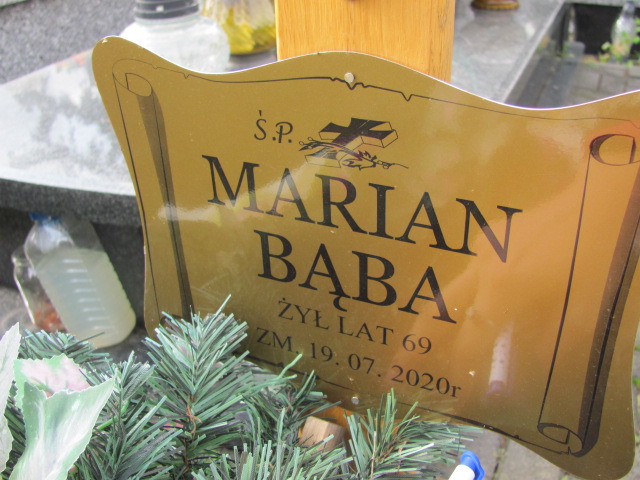 Ś.P.
MARIAN
BĄBA
ŻYŁ LAT 69
ZM. 19. 07. 2020r